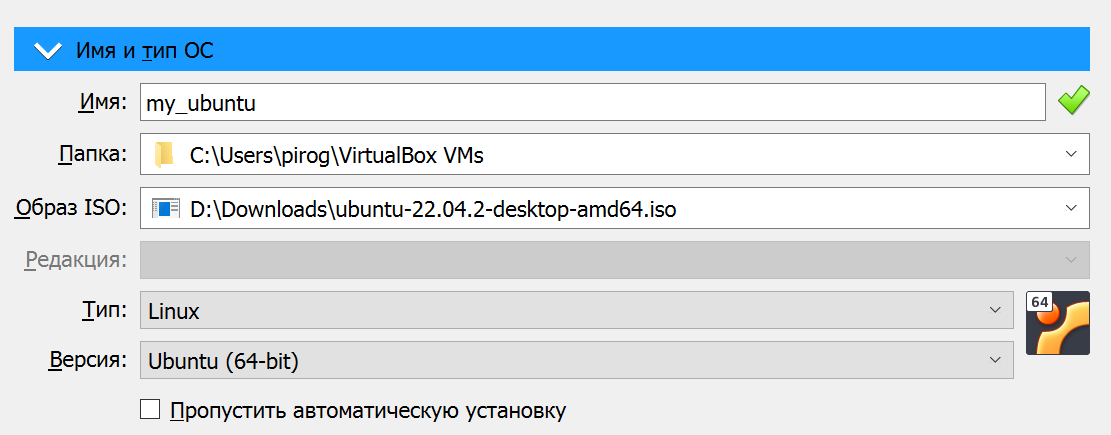 Имя и тип ОС
Имя: my_ubuntu
Папка: C:\Users\pirog\VirtualBox VMs
Образ ISO: D:\Downloads\ubuntu-22.04.2-desktop-amd64.iso
Редакция:
Тип: Linux
64
Версия: Ubuntu (64-bit)
Пропустить автоматическую установку